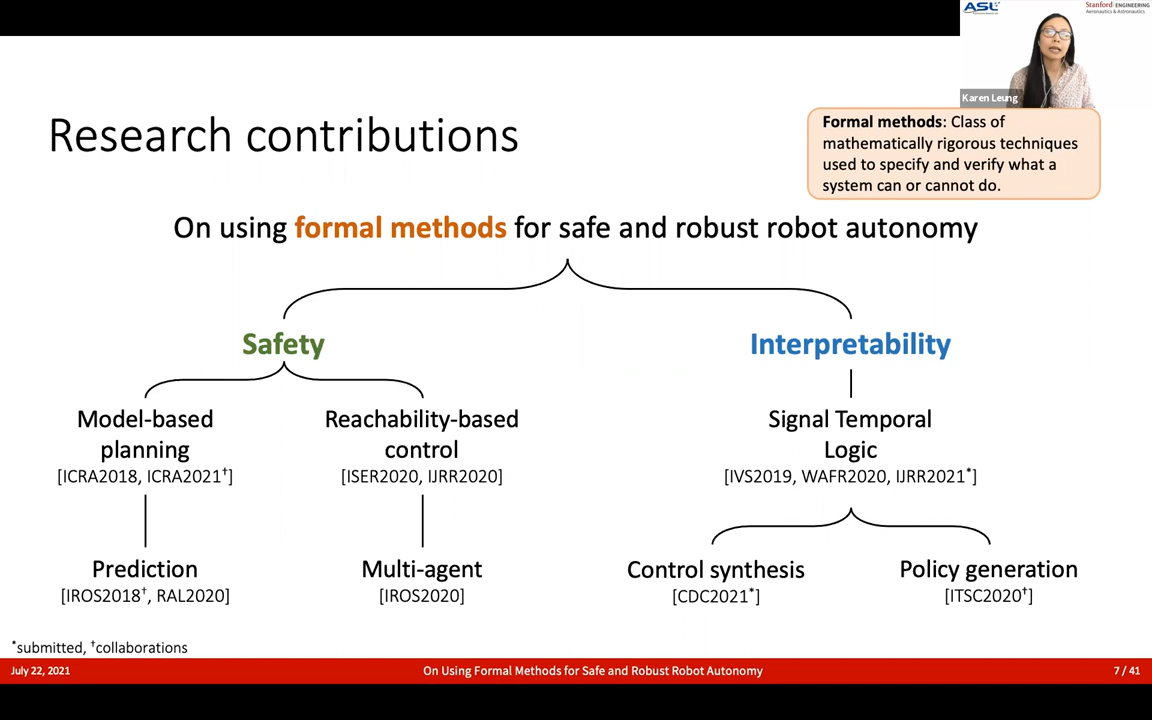 ASL
Stanford ENGINEERING
Aeronautics & Astronautics
Karen Leung
Research contributions
Formal methods: Class of
mathematically rigorous techniques
used to specify and verify what a
system can or cannot do.
On using formal methods for safe and robust robot autonomy
Safety
Interpretability
Model-based
planning
[ICRA2018, ICRA2021†]
Reachability-based
control
[ISER2020, IJRR2020]
Signal Temporal
Logic
[IVS2019, WAFR2020, IJRR2021*]
Prediction
[IROS2018†, RAL2020]
Multi-agent
[IROS2020]
Control synthesis
[CDC2021*]
Policy generation
[ITSC2020†]
*submitted, †collaborations
July 22, 2021
On Using Formal Methods for Safe and Robust Robot Autonomy
7 / 41